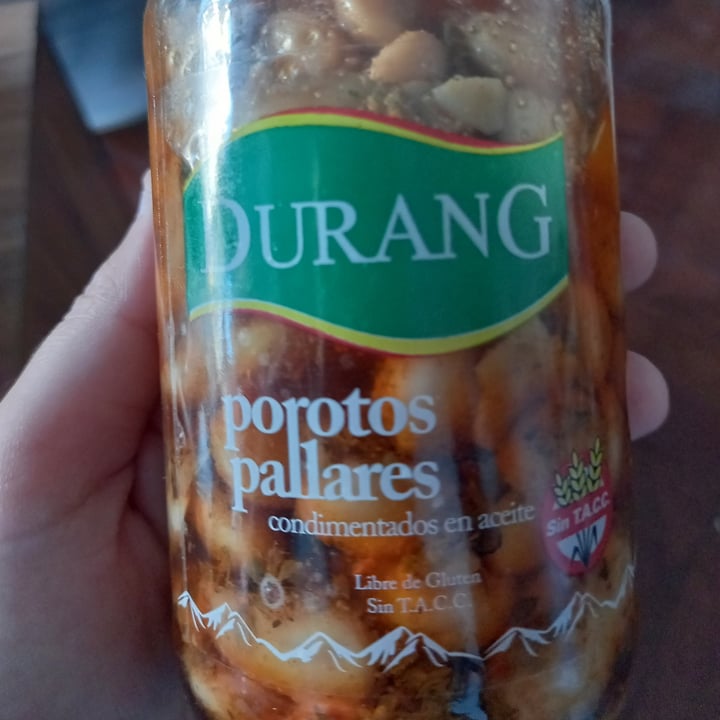 DURANG
porotos
pallares
condimentados en aceite
Sin T.A.C.C.
Libre de Gluten
Sin T.A.C.C.